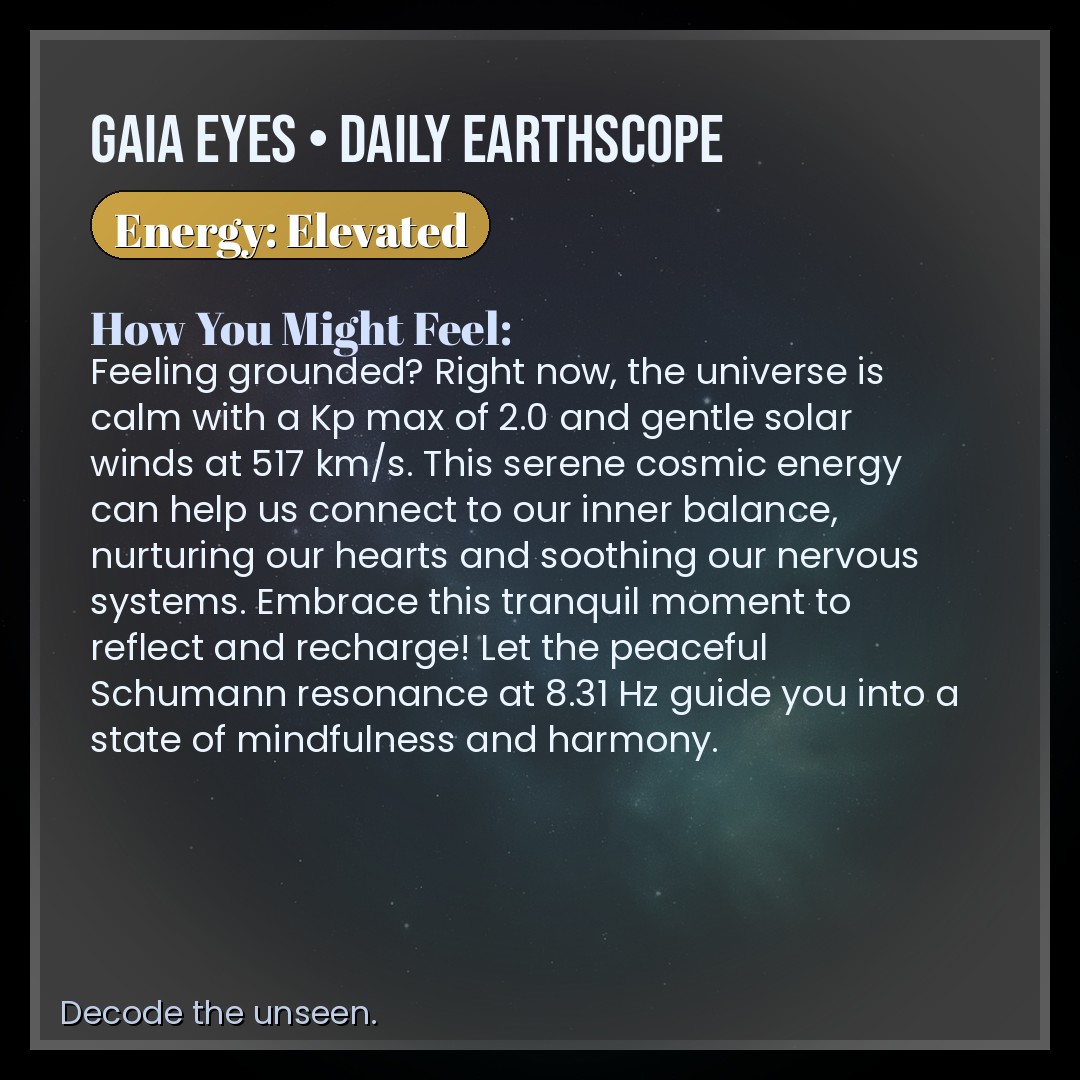 GAIA EYES • DAILY EARTHSCOPE
Energy: Elevated
How You Might Feel:
Feeling grounded? Right now, the universe is
calm with a Kp max of 2.0 and gentle solar
winds at 517 km/s. This serene cosmic energy
can help us connect to our inner balance,
nurturing our hearts and soothing our nervous
systems. Embrace this tranquil moment to
reflect and recharge! Let the peaceful
Schumann resonance at 8.31 Hz guide you into a
state of mindfulness and harmony.
Decode the unseen.